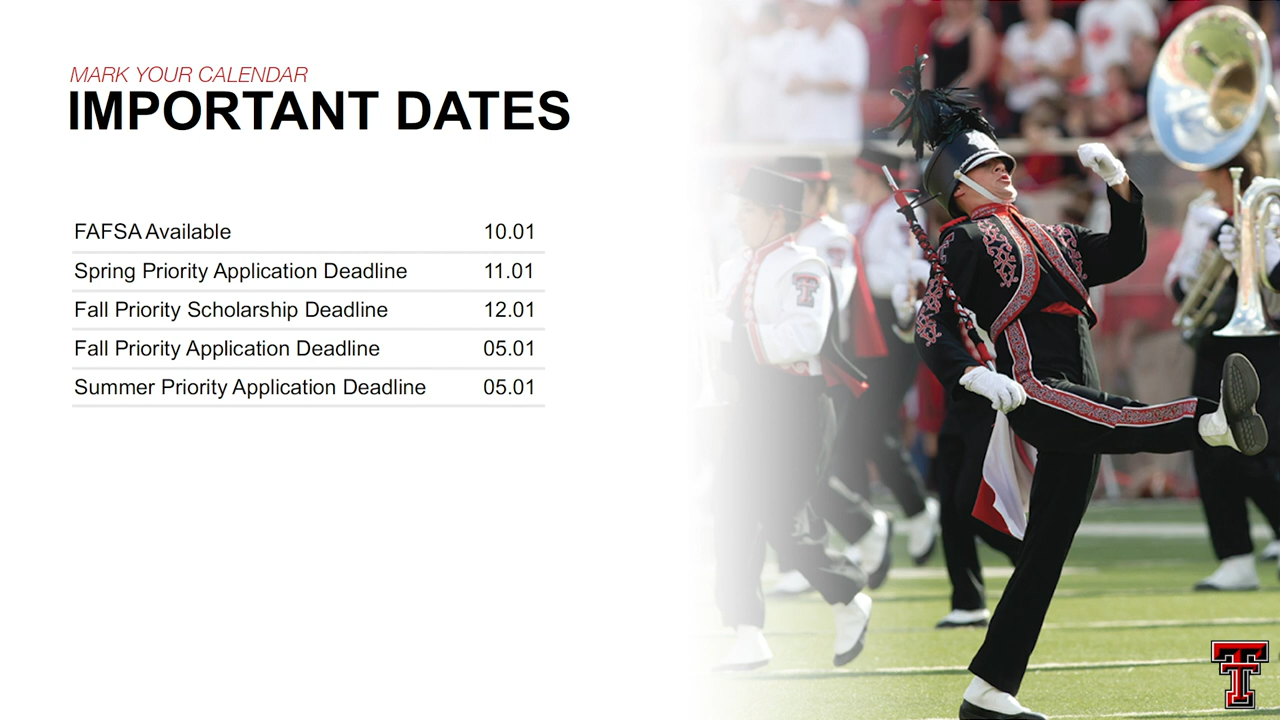 MARK YOUR CALENDAR
IMPORTANT DATES
FAFSA Available 10.01
Spring Priority Application Deadline 11.01
Fall Priority Scholarship Deadline 12.01
Fall Priority Application Deadline 05.01
Summer Priority Application Deadline 05.01